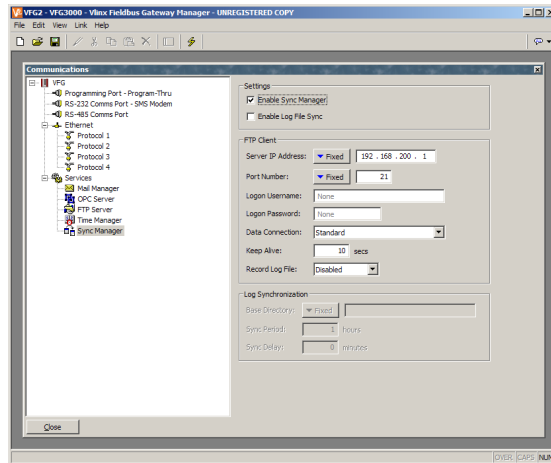 VFG2 - VFG3000 - Vlinx Fieldbus Gateway Manager - UNREGISTERED COPY
File Edit View Link Help
Communications
VFG
Programming Port - Program-Thru
RS-232 Comms Port - SMS Modem
RS-485 Comms Port
Ethernet
Protocol 1
Protocol 2
Protocol 3
Protocol 4
Services
Mail Manager
OPC Server
FTP Server
Time Manager
Sync Manager
Settings
Enable Sync Manager
Enable Log File Sync
FTP Client
Server IP Address: Fixed 192 . 168 . 200 . 1
Port Number: Fixed 21
Logon Username: None
Logon Password: None
Data Connection: Standard
Keep Alive: 10 secs
Record Log File: Disabled
Log Synchronization
Base Directory: Fixed
Sync Period: 1 hours
Sync Delay: 0 minutes
Close
OVER CAPS NUM